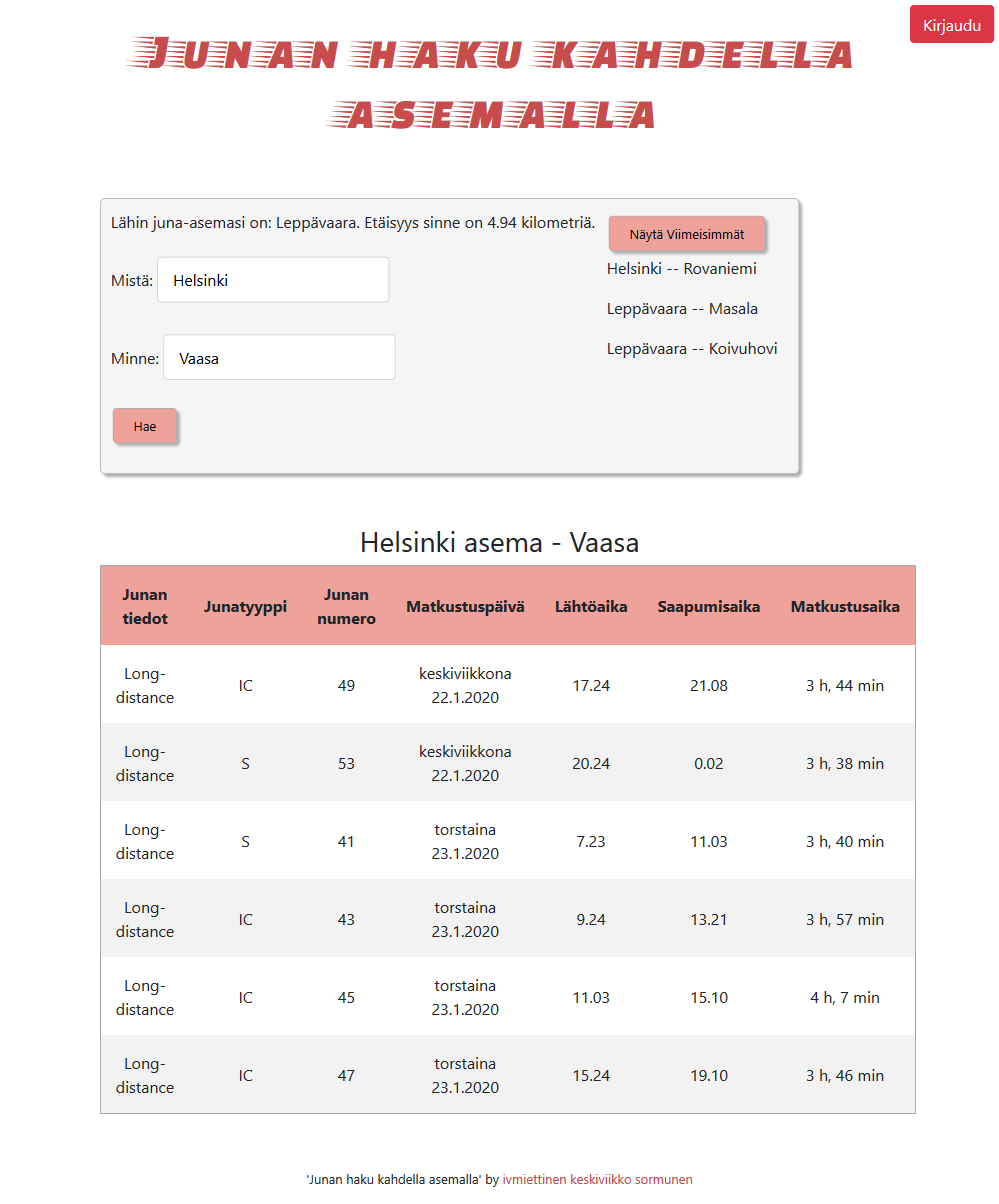 Kirjaudu
Junan haku kahdella
asemalla
Lähin juna-asemasi on: Leppävaara. Etäisyys sinne on 4.94 kilometriä.
Näytä Viimeisimmät
Helsinki -- Rovaniemi
Leppävaara -- Masala
Leppävaara -- Koivuhovi
Mistä: Helsinki
Minne: Vaasa
Hae
Helsinki asema - Vaasa
Junan tiedot Junatyyppi Junan numero Matkustuspäivä Lähtöaika Saapumisaika Matkustusaika
Long-distance IC 49 keskiviikkona 22.1.2020 17.24 21.08 3 h, 44 min
Long-distance S 53 keskiviikkona 22.1.2020 20.24 0.02 3 h, 38 min
Long-distance S 41 torstaina 23.1.2020 7.23 11.03 3 h, 40 min
Long-distance IC 43 torstaina 23.1.2020 9.24 13.21 3 h, 57 min
Long-distance IC 45 torstaina 23.1.2020 11.03 15.10 4 h, 7 min
Long-distance IC 47 torstaina 23.1.2020 15.24 19.10 3 h, 46 min
'Junan haku kahdella asemalla' by ivmiettinen keskiviikko sormunen